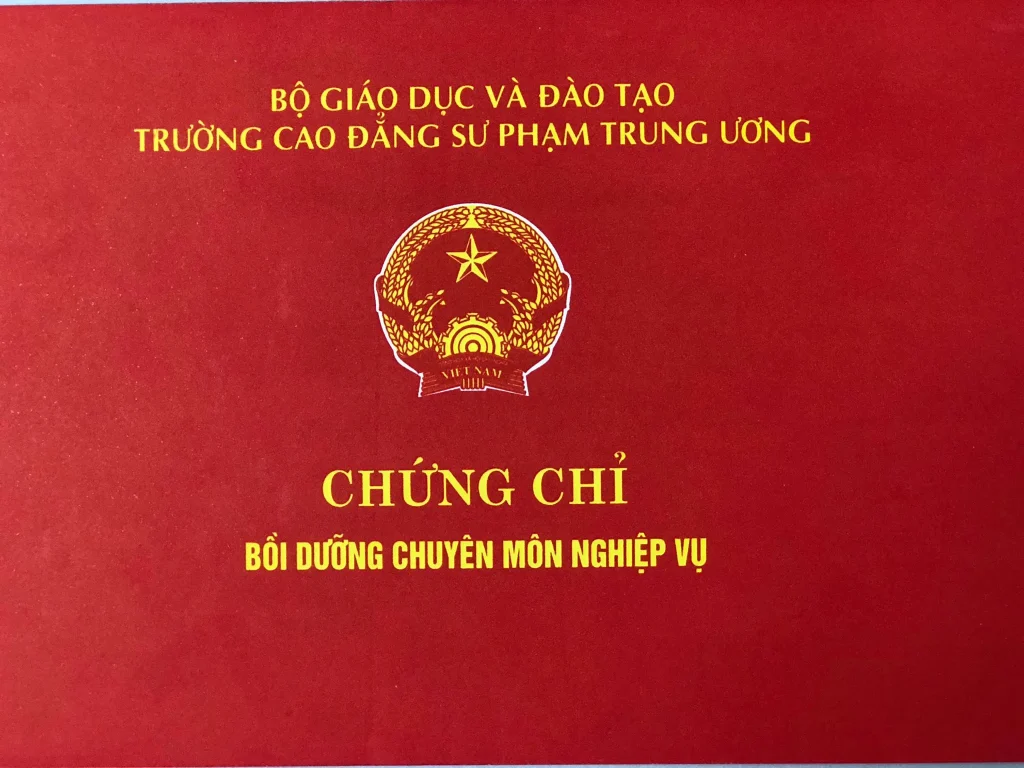 BỘ GIÁO DỤC VÀ ĐÀO TẠO
TRƯỜNG CAO ĐẲNG SƯ PHẠM TRUNG ƯƠNG
VIỆT NAM
CHỨNG CHỈ
BỒI DƯỠNG CHUYÊN MÔN NGHIỆP VỤ